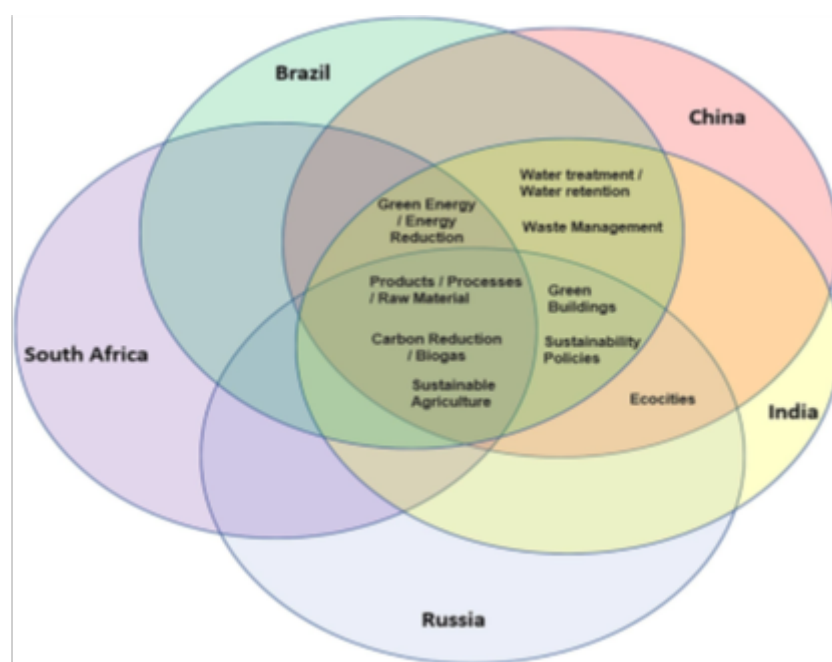 Brazil
China
Water treatment /
Water retention
Green Energy
/ Energy
Reduction
Waste Management
Products / Processes
/ Raw Material
Green
Buildings
South Africa
Carbon Reduction
/ Biogas
Sustainability
Policies
Sustainable
Agriculture
Ecocities
India
Russia